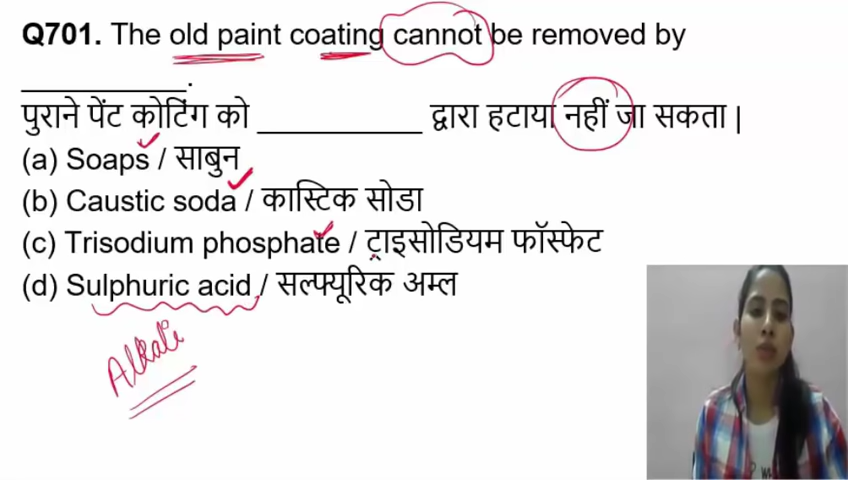 Q701. The old paint coating cannot be removed by
__________.
पुराने पेंट कोटिंग को __________ द्वारा हटाया नहीं जा सकता |
(a) Soaps / साबुन
(b) Caustic soda / कास्टिक सोडा
(c) Trisodium phosphate / ट्राइसोडियम फॉस्फेट
(d) Sulphuric acid / सल्फ्यूरिक अम्ल